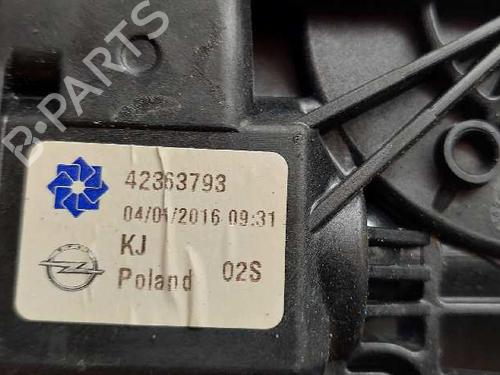 B-PARTS
42363793
04/01/2016 09:31
KJ
Poland 02S